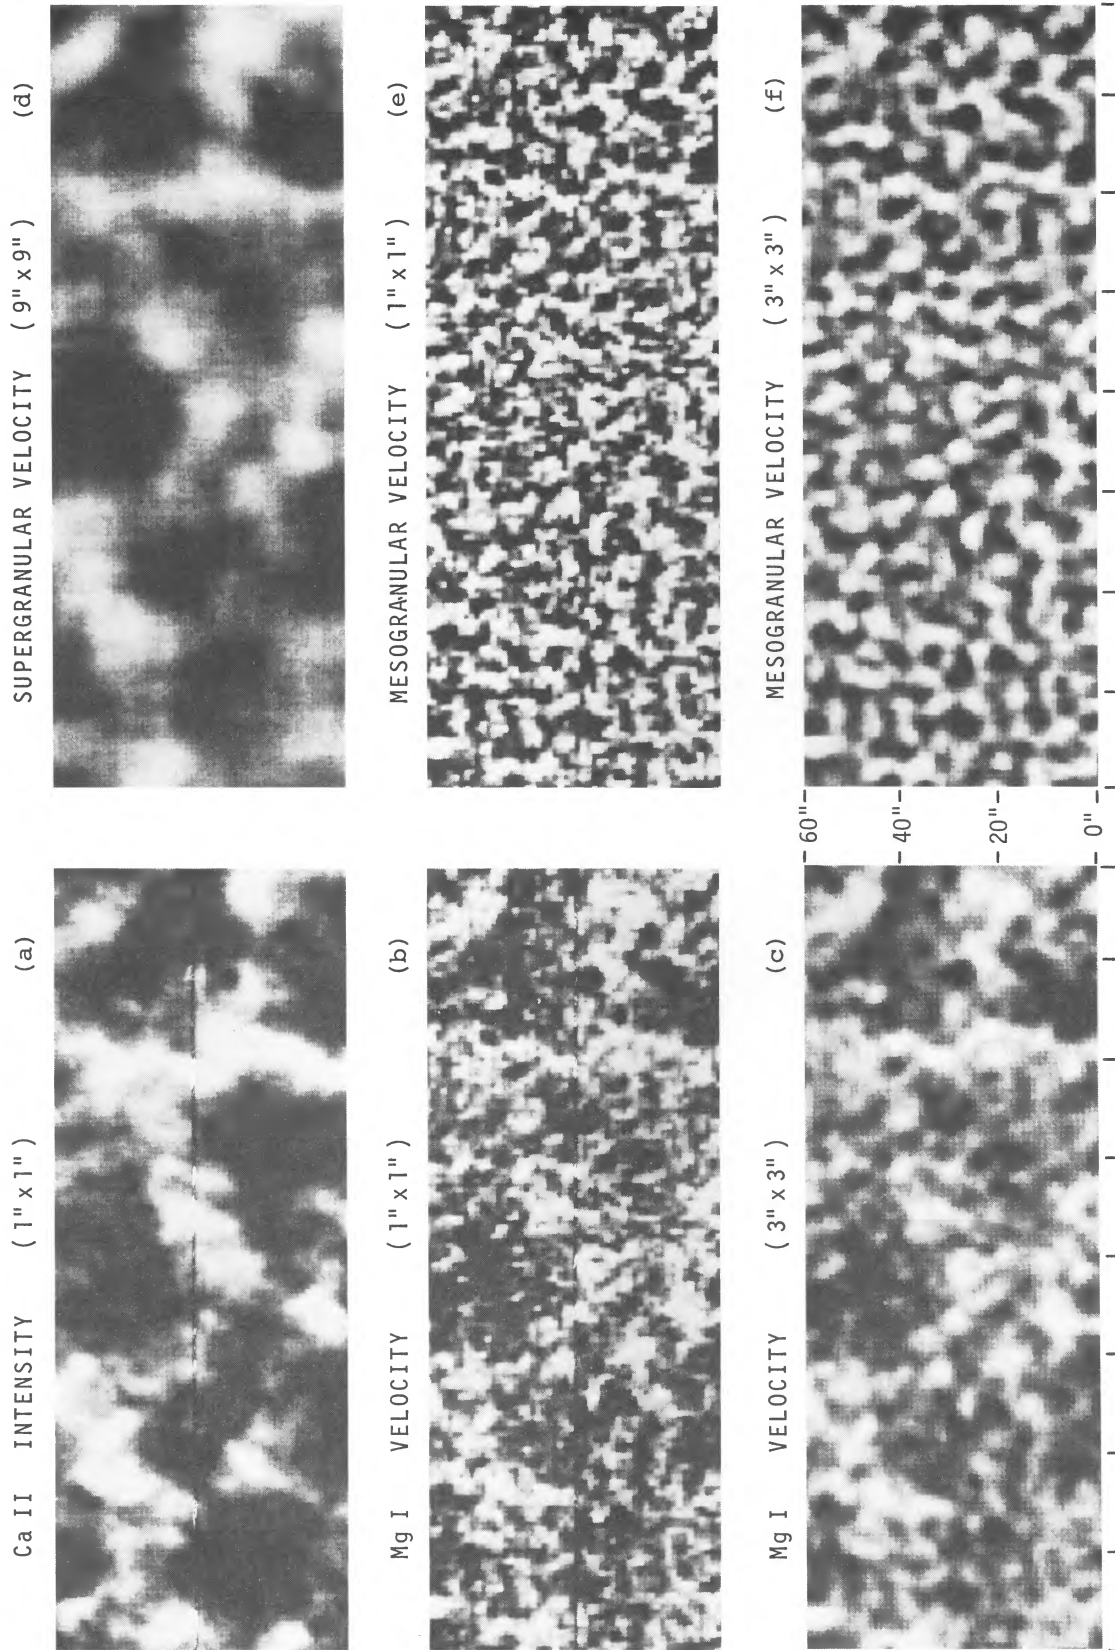 Ca II INTENSITY (1" x 1") (a)
SUPERGRANULAR VELOCITY (9" x 9") (d)
Mg I VELOCITY (1" x 1") (b)
MESOGRANULAR VELOCITY (1" x 1") (e)
Mg I VELOCITY (3" x 3") (c)
MESOGRANULAR VELOCITY (3" x 3") (f)
60"
40"
20"
0"